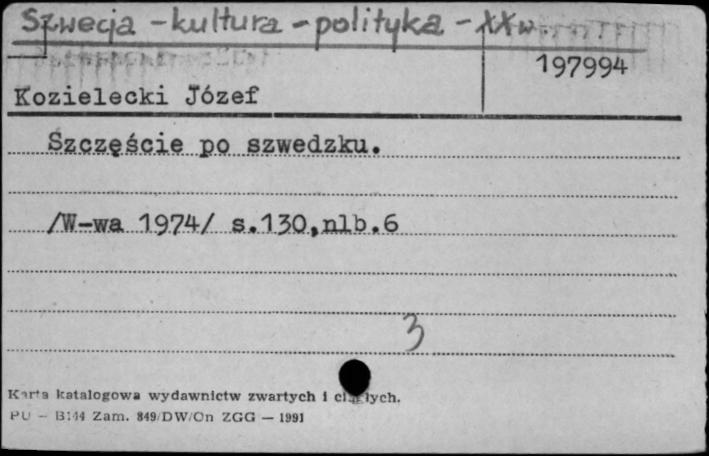 Szwecja - kultura - polityka - XX w.
197994
Kozielecki Józef
Szczęście po szwedzku.
/W-wa 1974/ s.130,nlb.6
3
Karta katalogowa wydawnictw zwartych i ciągłych.
PU - B144 Zam. 849/DW/On ZGG — 1991